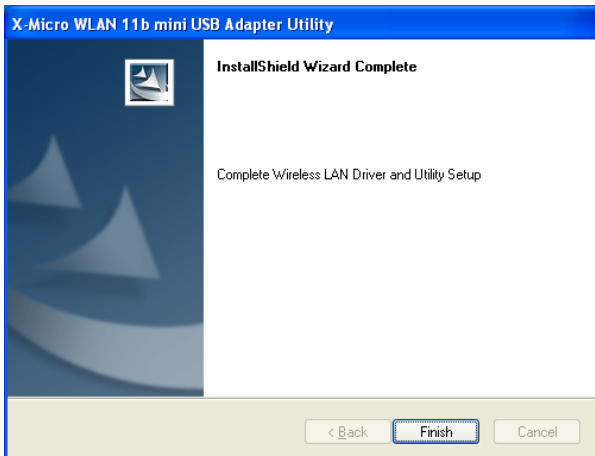 X-Micro WLAN 11b mini USB Adapter Utility
InstallShield Wizard Complete
Complete Wireless LAN Driver and Utility Setup
< Back
Finish
Cancel